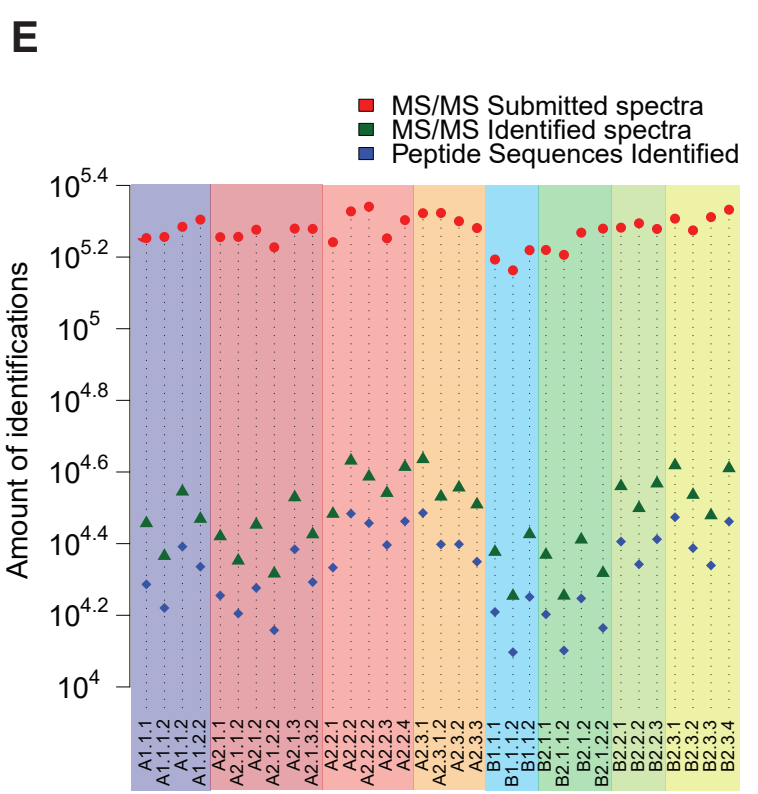 E
MS/MS Submitted spectra
MS/MS Identified spectra
Peptide Sequences Identified
Amount of identifications
10^5.4
10^5.2
10^5
10^4.8
10^4.6
10^4.4
10^4.2
10^4
A1.1.1
A1.1.1.2
A1.1.2
A1.2.2
A2.1.1
A2.1.1.2
A2.1.2
A2.1.2.2
A2.1.3
A2.1.3.2
A2.2.1
A2.2.2
A2.2.2.2
A2.2.3
A2.2.4
A2.3.1
A2.3.1.2
A2.3.2
A2.3.3
B1.1.1
B1.1.1.2
B1.1.2
B2.1.1
B2.1.1.2
B2.1.2
B2.1.2.2
B2.2.1
B2.2.2
B2.2.3
B2.3.1
B2.3.2
B2.3.3
B2.3.4